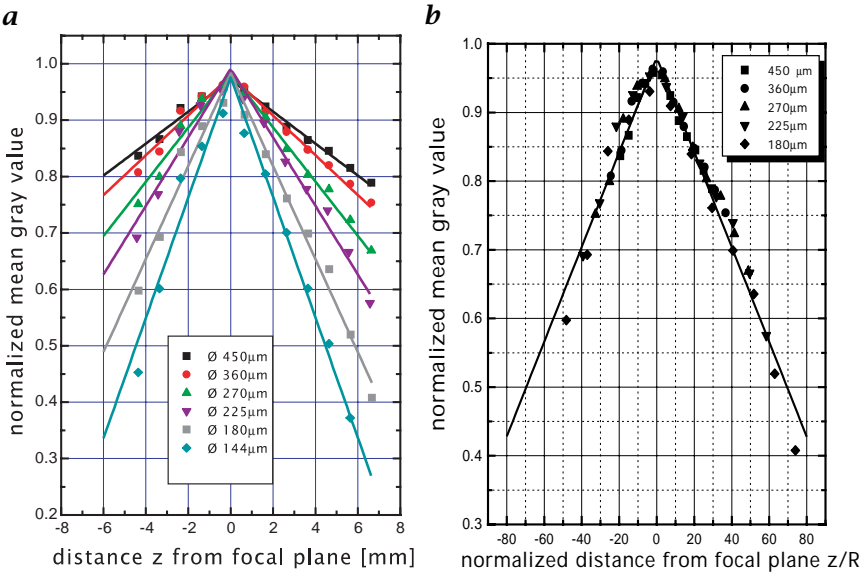 a
normalized mean gray value
1.0
0.9
0.8
0.7
0.6
0.5
0.4
0.3
0.2
-8 -6 -4 -2 0 2 4 6 8
distance z from focal plane [mm]
Ø 450µm
Ø 360µm
Ø 270µm
Ø 225µm
Ø 180µm
Ø 144µm
b
normalized mean gray value
1.0
0.9
0.8
0.7
0.6
0.5
0.4
0.3
-80 -60 -40 -20 0 20 40 60 80
normalized distance from focal plane z/R
450 µm
360µm
270µm
225µm
180µm